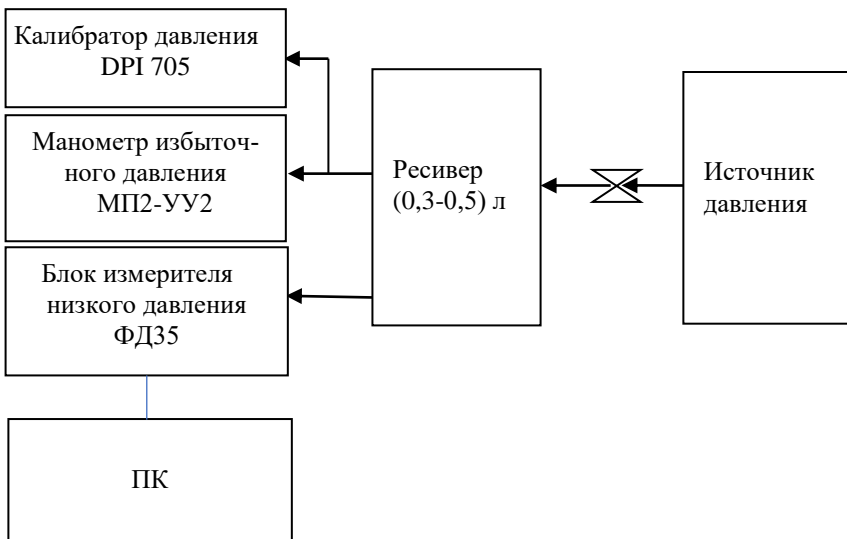 Калибратор давления
DPI 705
Манометр избыточ-
ного давления
МП2-УУ2
Блок измерителя
низкого давления
ФД35
ПК
Ресивер
(0,3-0,5) л
Источник
давления